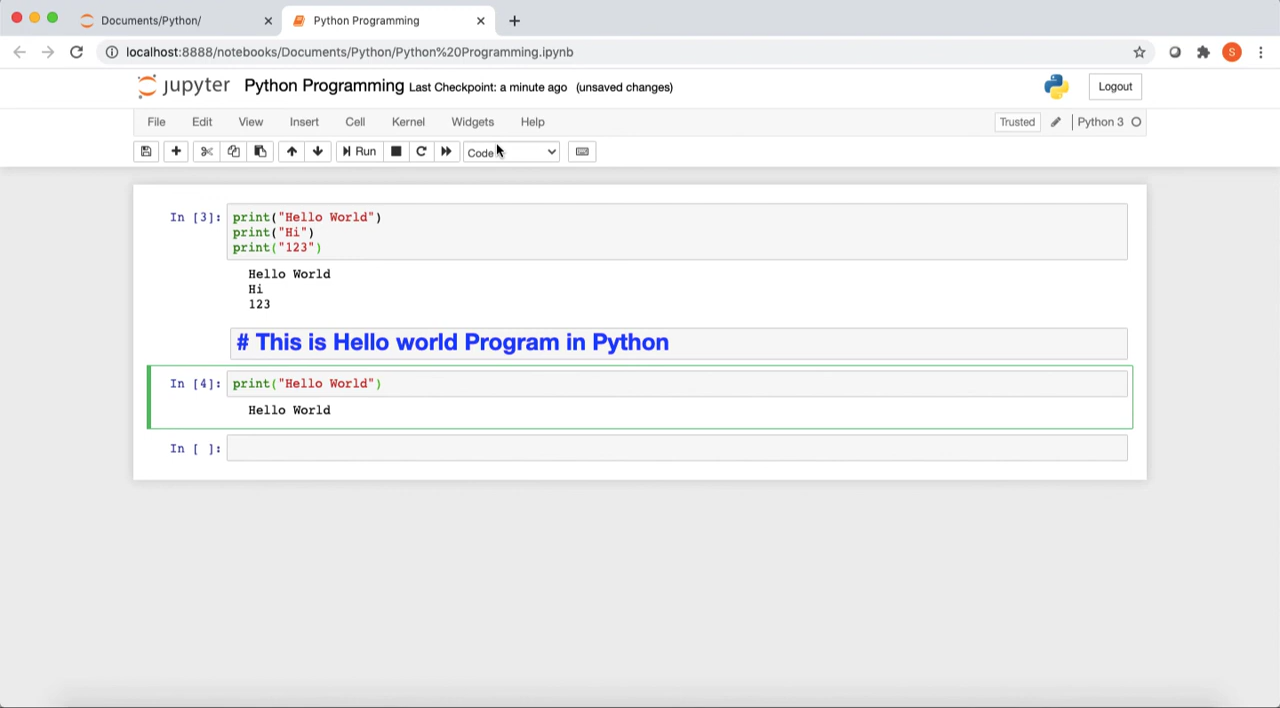 Documents/Python/
Python Programming
localhost:8888/notebooks/Documents/Python/Python%20Programming.ipynb
S
jupyter Python Programming Last Checkpoint: a minute ago (unsaved changes) Logout
File Edit View Insert Cell Kernel Widgets Help Trusted Python 3
Run Code
In [3]: print("Hello World")
print("Hi")
print("123")
Hello World
Hi
123
# This is Hello world Program in Python
In [4]: print("Hello World")
Hello World
In [ ]: